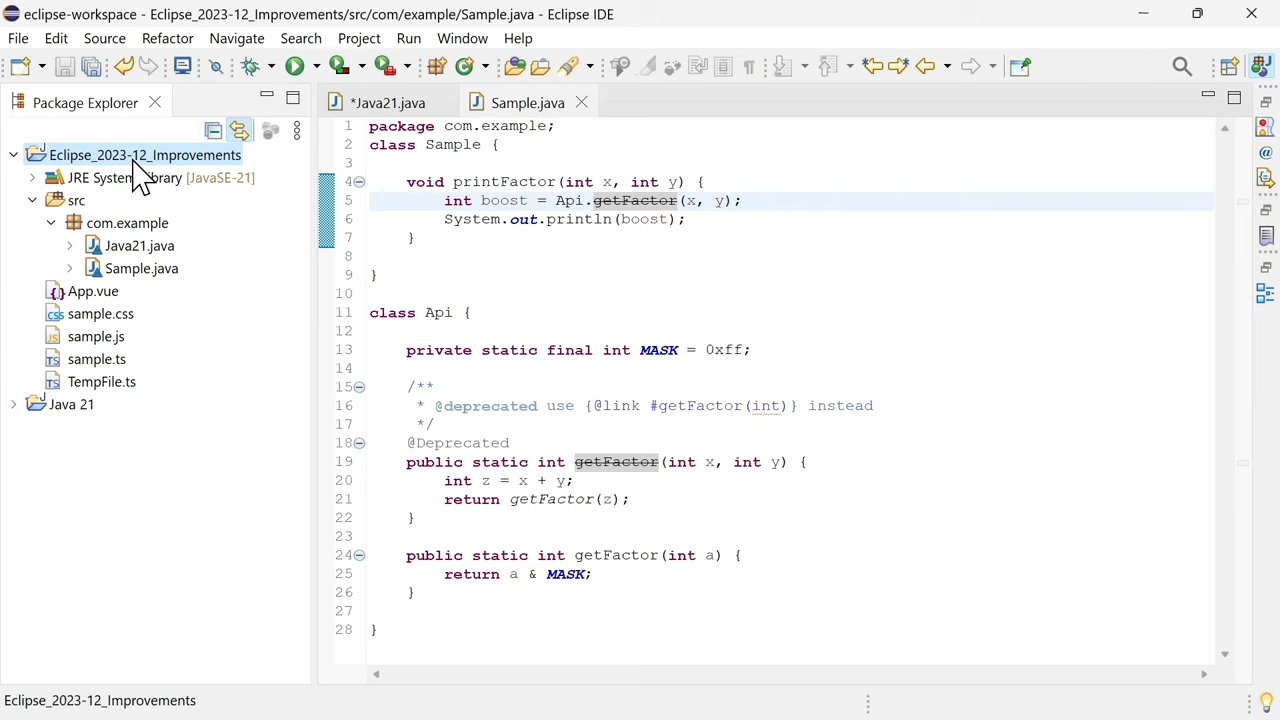 eclipse-workspace - Eclipse_2023-12_Improvements/src/com/example/Sample.java - Eclipse IDE
File Edit Source Refactor Navigate Search Project Run Window Help
Package Explorer
*Java21.java
Sample.java
Eclipse_2023-12_Improvements
JRE System Library [JavaSE-21]
src
com.example
Java21.java
Sample.java
App.vue
sample.css
sample.js
sample.ts
TempFile.ts
Java 21
1 package com.example;
2 class Sample {
3
4 void printFactor(int x, int y) {
5 int boost = Api.getFactor(x, y);
6 System.out.println(boost);
7 }
8
9 }
10
11 class Api {
12
13 private static final int MASK = 0xff;
14
15 /**
16 * @deprecated use {@link #getFactor(int)} instead
17 */
18 @Deprecated
19 public static int getFactor(int x, int y) {
20 int z = x + y;
21 return getFactor(z);
22 }
23
24 public static int getFactor(int a) {
25 return a & MASK;
26 }
27
28 }
Eclipse_2023-12_Improvements